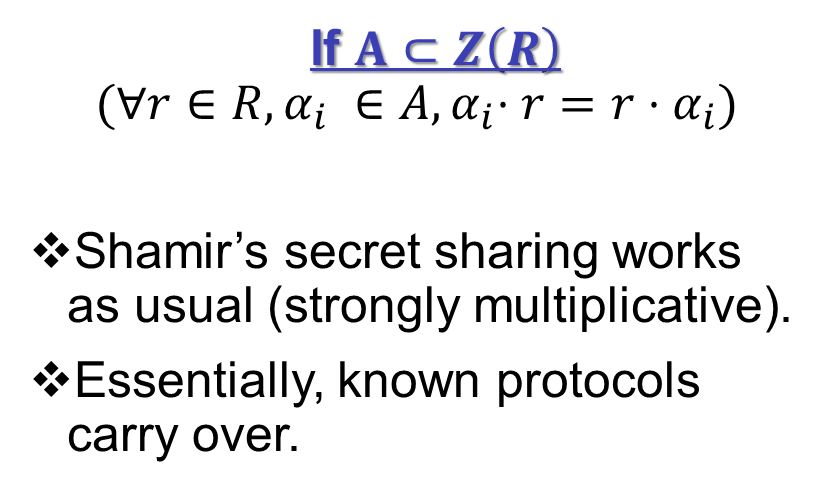 If A ⊂ Z(R)
(∀r ∈ R, αᵢ ∈ A, αᵢ· r = r · αᵢ)
❖Shamir’s secret sharing works
as usual (strongly multiplicative).
❖Essentially, known protocols
carry over.